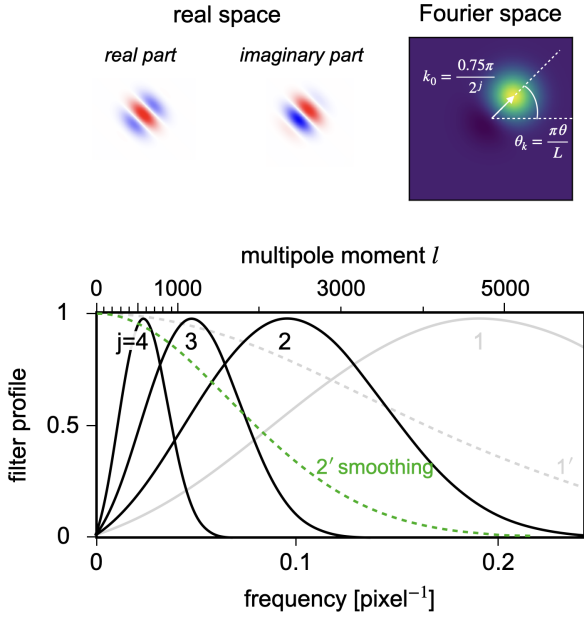 real space
Fourier space
real part
imaginary part
k₀ = 0.75π / 2ʲ
θₖ = πθ / L
multipole moment l
0 1000 3000 5000
1
j=4 3 2 1
filter profile
0.5
2′ smoothing
1′
0
0 0.1 0.2
frequency [pixel⁻¹]